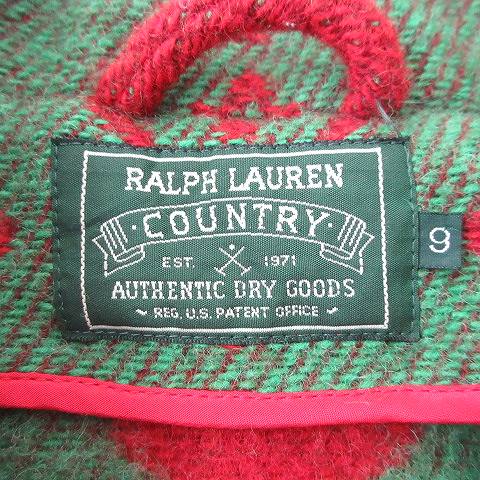 RALPH LAUREN
· COUNTRY ·
EST. 1971
AUTHENTIC DRY GOODS
~ REG. U.S. PATENT OFFICE ~
9